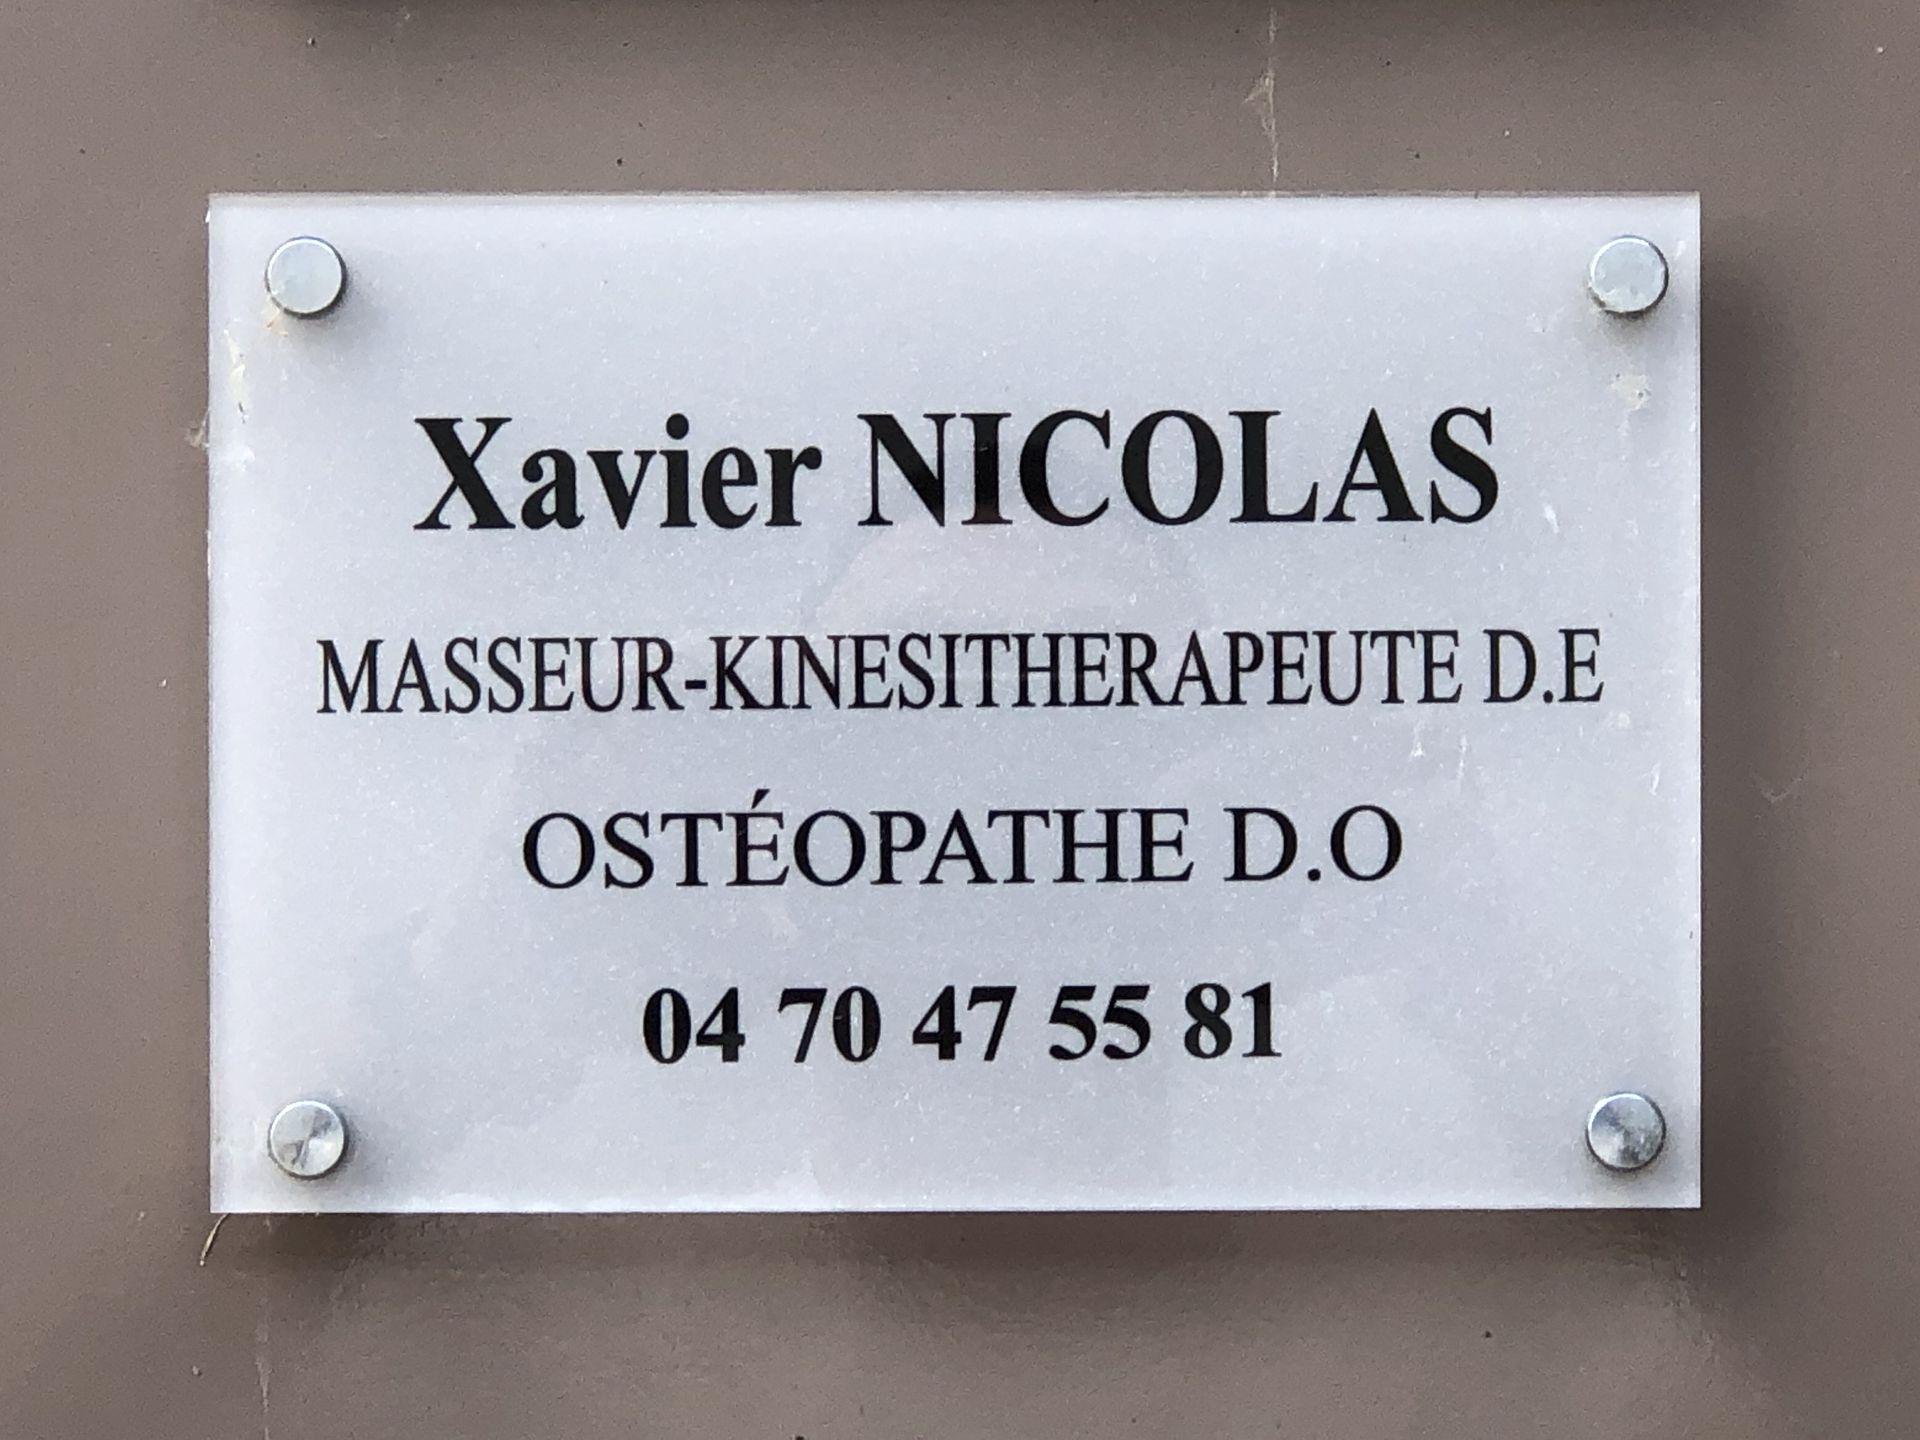 Xavier NICOLAS
MASSEUR-KINESITHERAPEUTE D.E
OSTÉOPATHE D.O
04 70 47 55 81